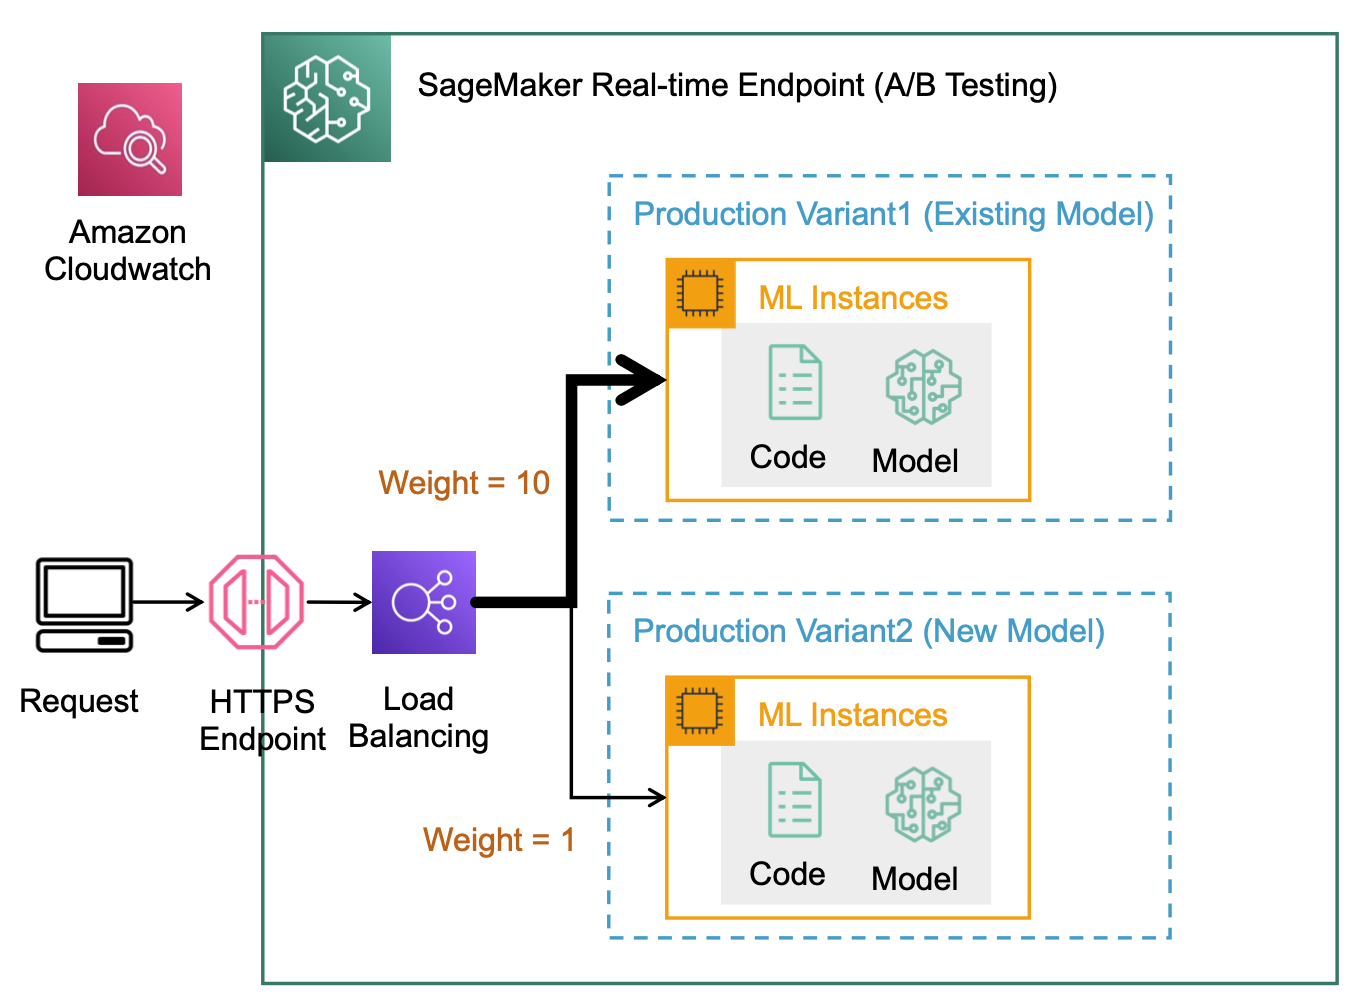 SageMaker Real-time Endpoint (A/B Testing)
Amazon
Cloudwatch
Production Variant1 (Existing Model)
ML Instances
Code
Model
Weight = 10
Request
HTTPS
Endpoint
Load
Balancing
Production Variant2 (New Model)
ML Instances
Weight = 1
Code
Model